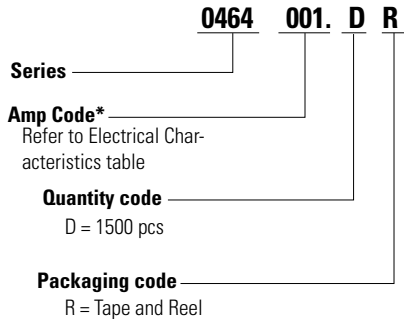 0464 001. D R
Series
Amp Code*
Refer to Electrical Char-
acteristics table
Quantity code
D = 1500 pcs
Packaging code
R = Tape and Reel